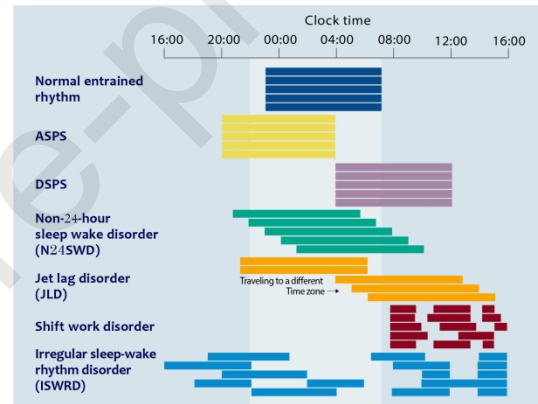 Clock time
16:00 20:00 00:00 04:00 08:00 12:00 16:00
Normal entrained
rhythm
ASPS
DSPS
Non-24-hour
sleep wake disorder
(N24SWD)
Jet lag disorder
(JLD)
Traveling to a different
Time zone →
Shift work disorder
Irregular sleep-wake
rhythm disorder
(ISWRD)